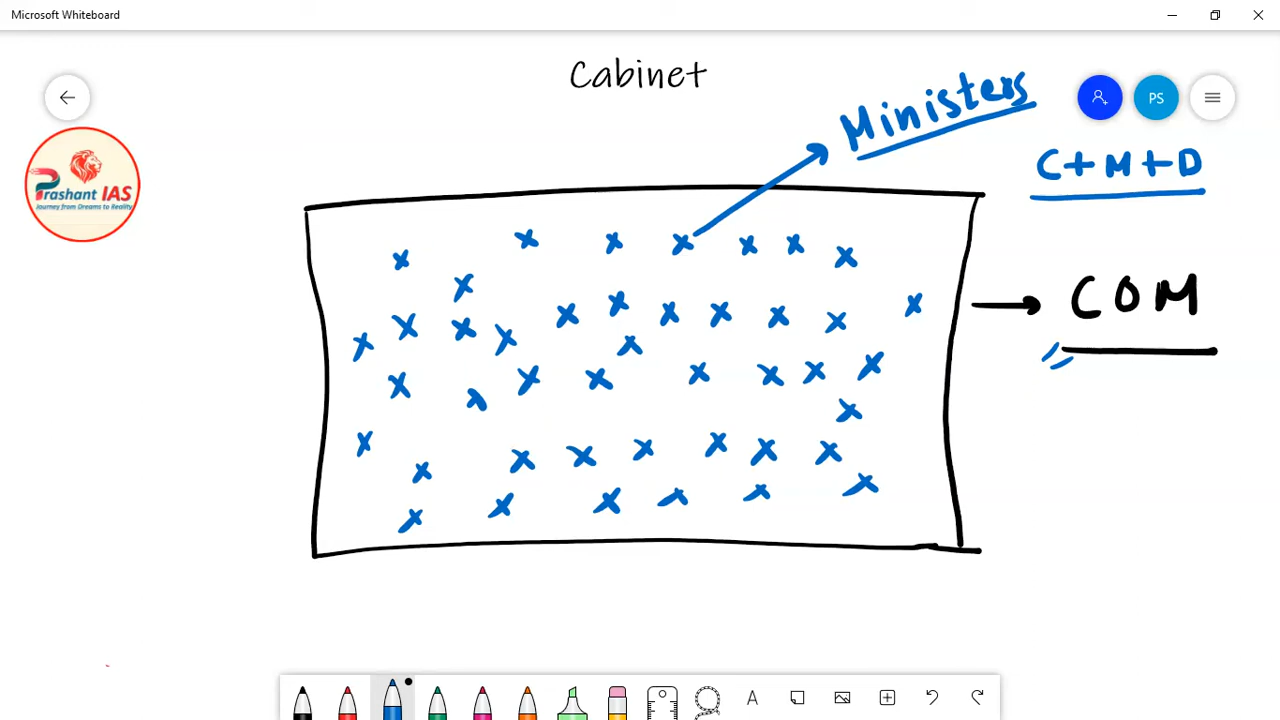 Microsoft Whiteboard
Cabinet
Ministers
PS
C+M+D
Prashant IAS
Journey from Dreams to Reality
COM
A